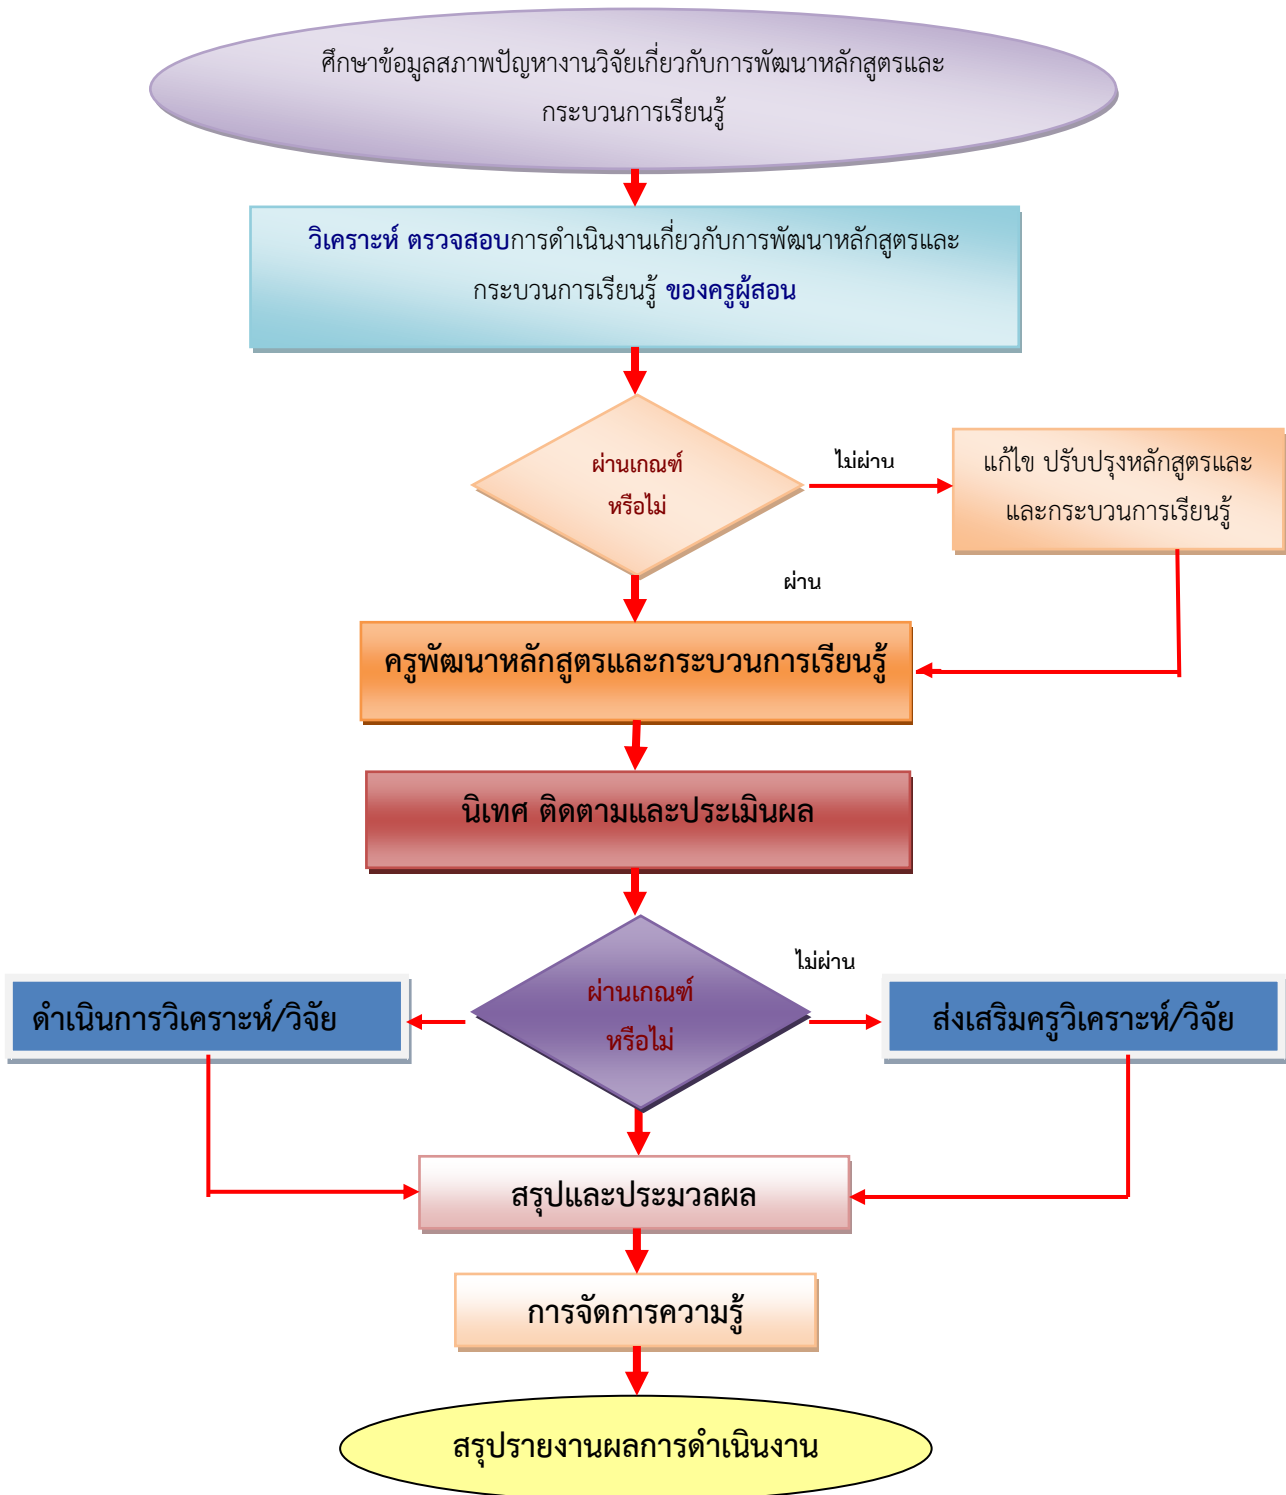 ศึกษาข้อมูลสภาพปัญหางานวิจัยเกี่ยวกับการพัฒนาหลักสูตรและ
กระบวนการเรียนรู้
วิเคราะห์ ตรวจสอบการดำเนินงานเกี่ยวกับการพัฒนาหลักสูตรและ
กระบวนการเรียนรู้ ของครูผู้สอน
ผ่านเกณฑ์
หรือไม่
ไม่ผ่าน
แก้ไข ปรับปรุงหลักสูตรและ
และกระบวนการเรียนรู้
ผ่าน
ครูพัฒนาหลักสูตรและกระบวนการเรียนรู้
นิเทศ ติดตามและประเมินผล
ไม่ผ่าน
ผ่านเกณฑ์
หรือไม่
ดำเนินการวิเคราะห์/วิจัย
ส่งเสริมครูวิเคราะห์/วิจัย
สรุปและประมวลผล
การจัดการความรู้
สรุปรายงานผลการดำเนินงาน